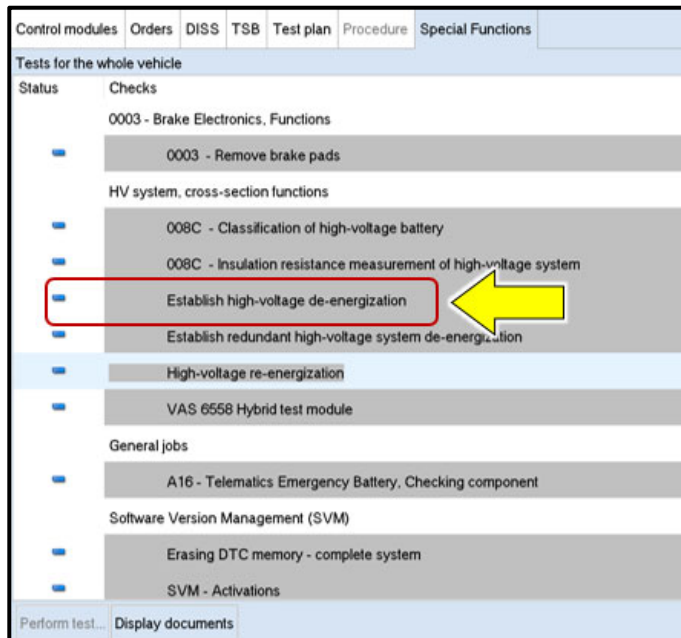 Control modules Orders DISS TSB Test plan Procedure Special Functions
Tests for the whole vehicle
Status Checks
0003 - Brake Electronics, Functions
0003 - Remove brake pads
HV system, cross-section functions
008C - Classification of high-voltage battery
008C - Insulation resistance measurement of high-voltage system
Establish high-voltage de-energization
Establish redundant high-voltage system de-energization
High-voltage re-energization
VAS 6558 Hybrid test module
General jobs
A16 - Telematics Emergency Battery, Checking component
Software Version Management (SVM)
Erasing DTC memory - complete system
SVM - Activations
Perform test... Display documents